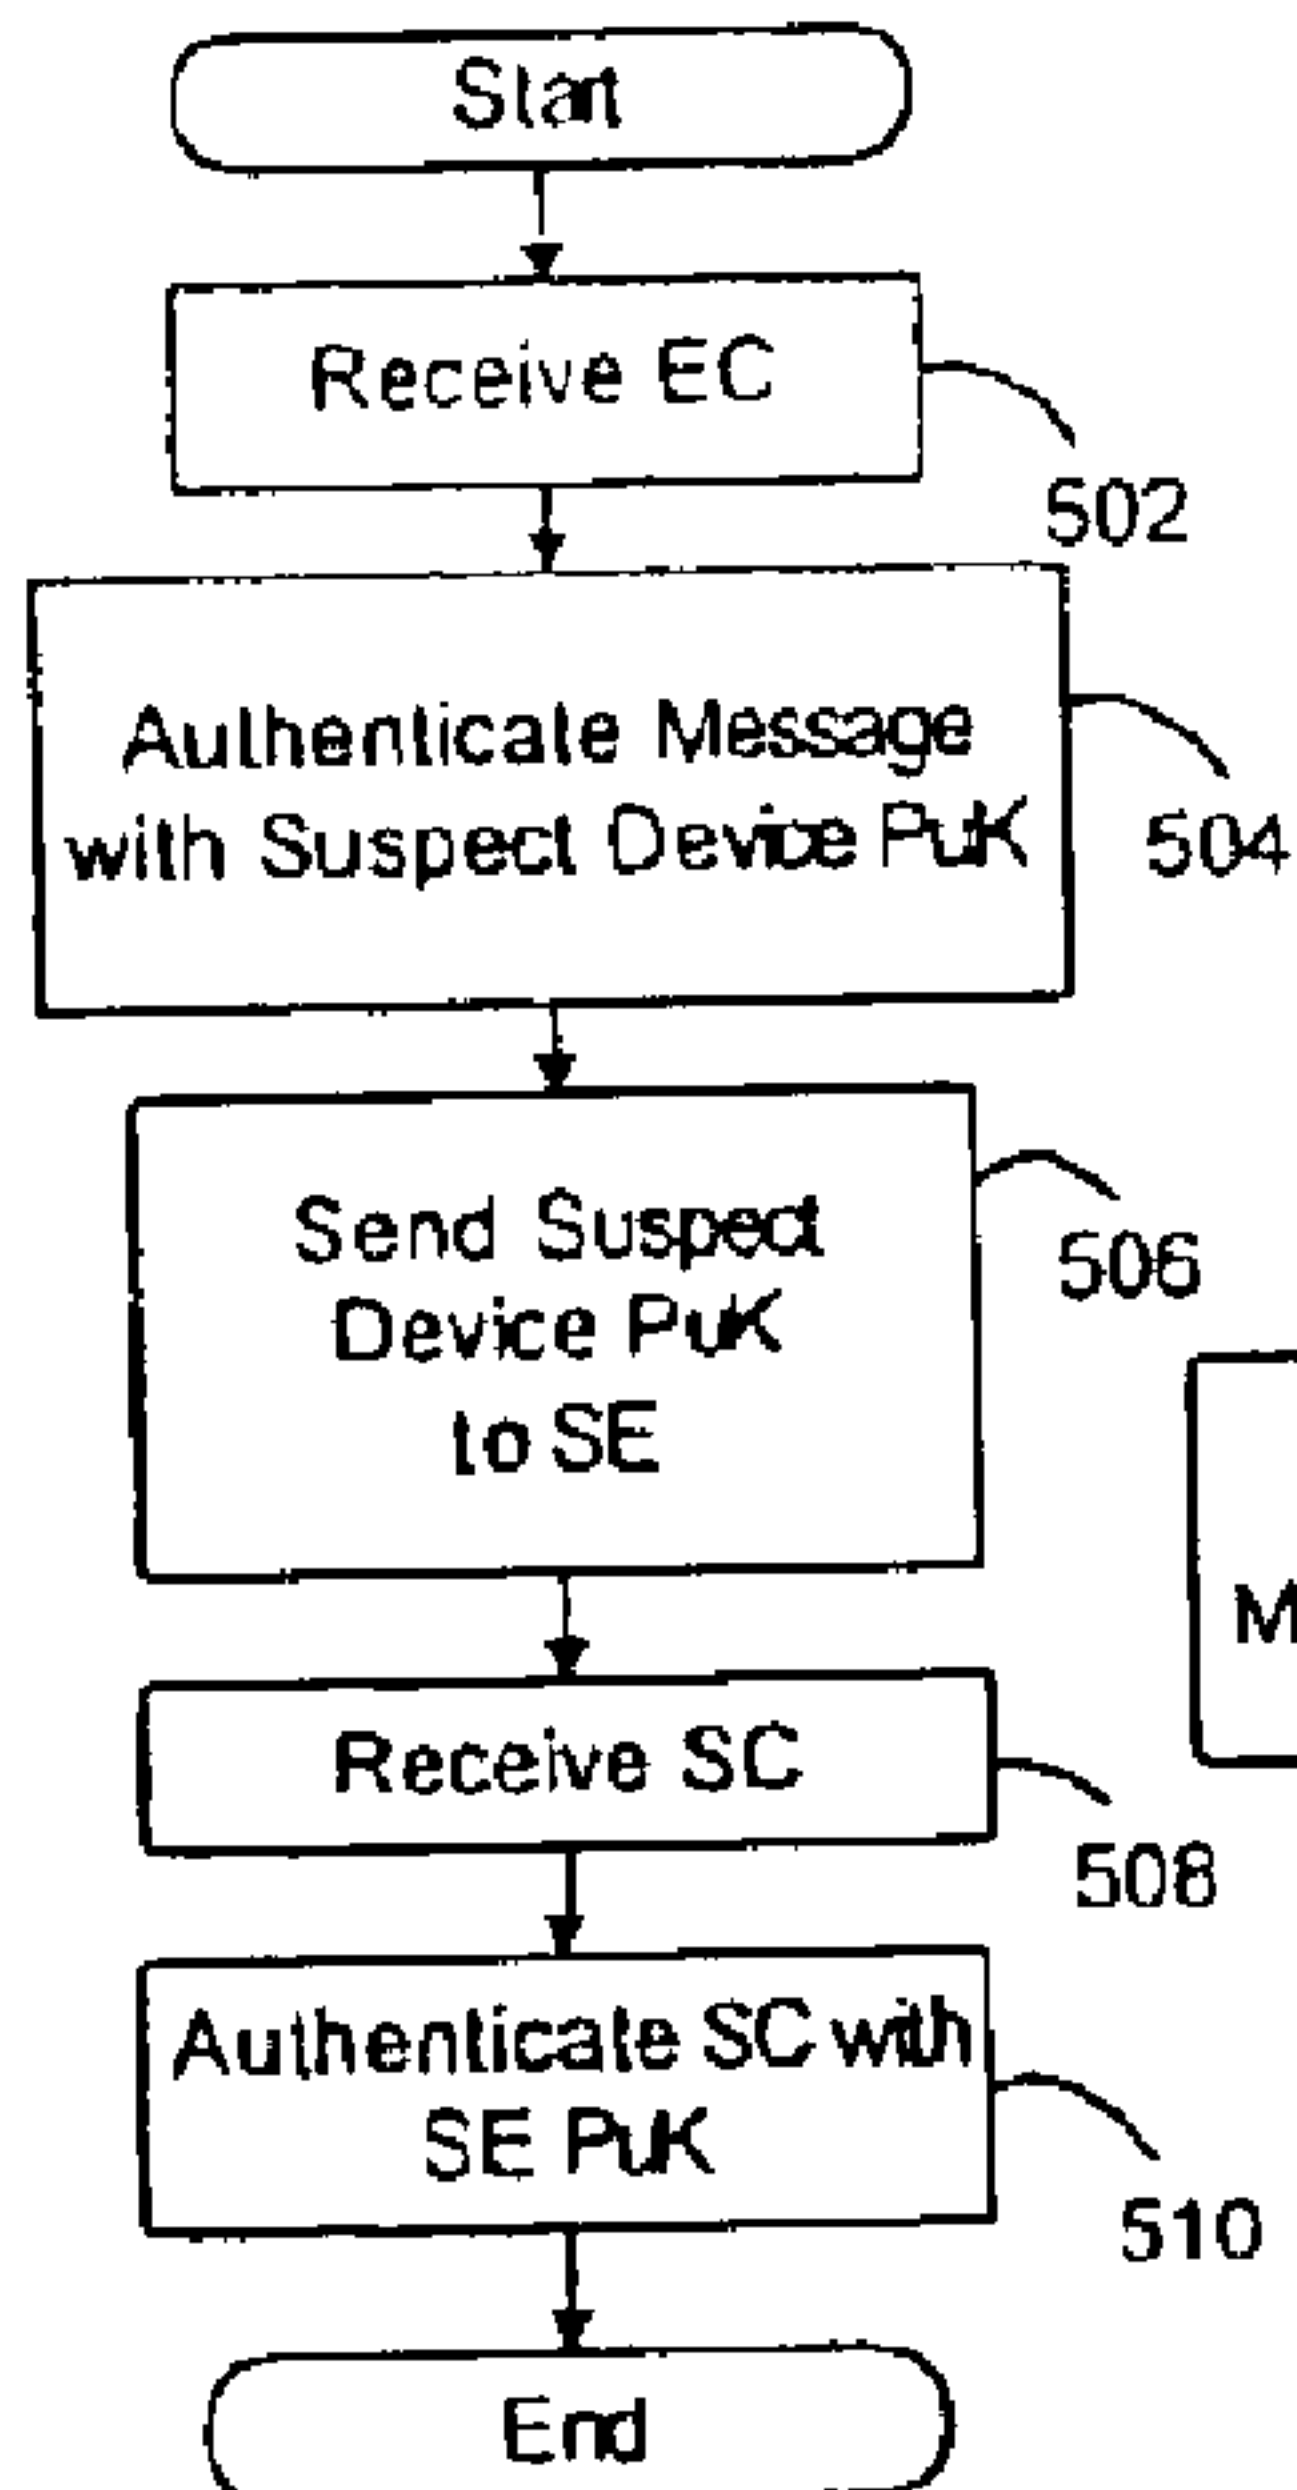 Start
Receive EC
502
Authenticate Message
with Suspect Device PuK
504
Send Suspect
Device PuK
to SE
506
M
Receive SC
508
Authenticate SC with
SE PuK
510
End